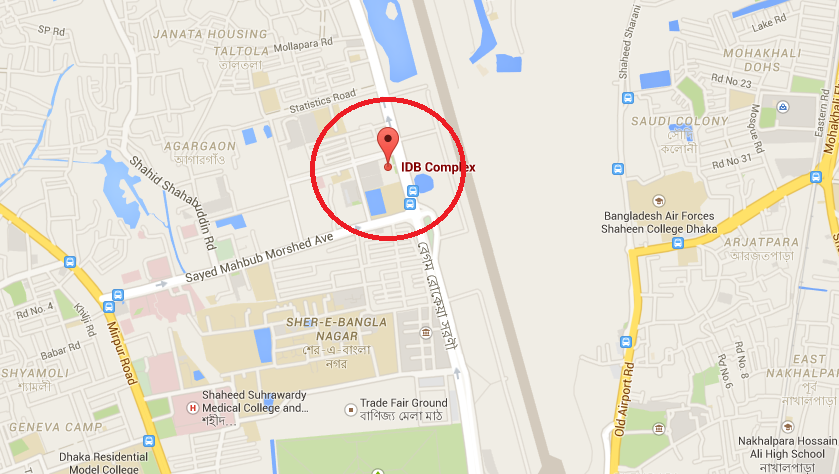 SP Rd
JANATA HOUSING
TALTOLA
তালতলা
Mollapara Rd
Statistics Road
AGARGAON
আগারগাঁও
Shahid Shahabuddin Rd
IDB Complex
Sayed Mahbub Morshed Ave
Rd No. 4
Khilji Rd
Babar Rd
Mirpur Road
SHYAMOLI
শ্যামলী
GENEVA CAMP
Dhaka Residential
Model College
SHER-E-BANGLA
NAGAR
শের-এ-বাংলা
নগর
H
Shaheed Suhrawardy
Medical College and...
শহীদ...
Trade Fair Ground
বাণিজ্য মেলা মাঠ
বেগম রোকেয়া সরণী
Shaheed Sharani
Lake Rd
MOHAKHALI
DOHS
Rd No 23
Mosque Rd
Eastern Rd
SAUDI COLONY
সৌদি
কলোনী
Rd No 31
Bangladesh Air Forces
Shaheen College Dhaka
ARJATPARA
আরজতপাড়া
Old Airport Rd
Rd No 6
Rd No. 8
EAST
NAKHALPAR
Nakhalpara Hossain
Ali High School
নাখালপাড়া